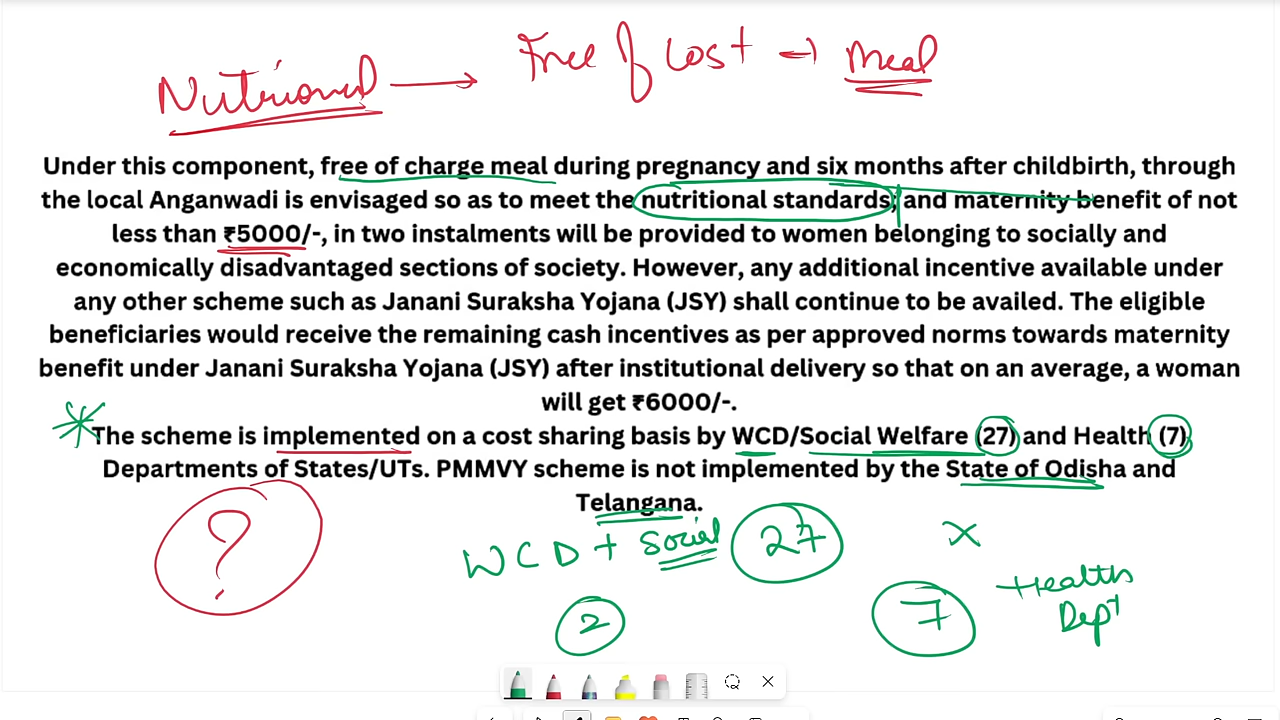 Nutrional → Free of Cost → Meal
Under this component, free of charge meal during pregnancy and six months after childbirth, through
the local Anganwadi is envisaged so as to meet the nutritional standards; and maternity benefit of not
less than ₹5000/-, in two instalments will be provided to women belonging to socially and
economically disadvantaged sections of society. However, any additional incentive available under
any other scheme such as Janani Suraksha Yojana (JSY) shall continue to be availed. The eligible
beneficiaries would receive the remaining cash incentives as per approved norms towards maternity
benefit under Janani Suraksha Yojana (JSY) after institutional delivery so that on an average, a woman
will get ₹6000/-.
The scheme is implemented on a cost sharing basis by WCD/Social Welfare (27) and Health (7)
Departments of States/UTs. PMMVY scheme is not implemented by the State of Odisha and
Telangana.
?
WCD + Social 27 x
2 7 Health
Dept